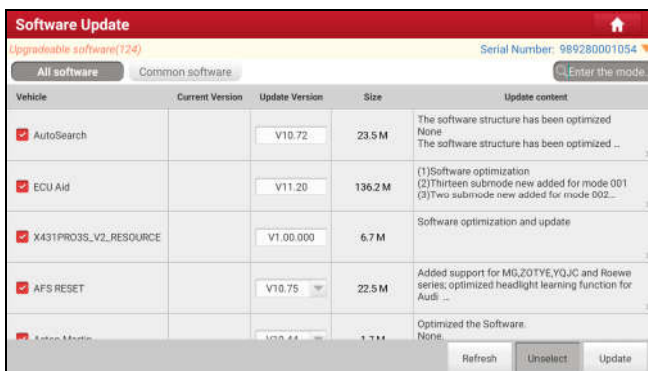 Software Update
Upgradeable software(124)
Serial Number: 989280001054
All software
Common software
Enter the mode.
Vehicle Current Version Update Version Size Update content
AutoSearch V10.72 23.5 M
The software structure has been optimized
None
The software structure has been optimized ...
ECU Aid V11.20 136.2 M
(1)Software optimization
(2)Thirteen submode new added for mode 001
(3)Two submode new added for mode 002...
X431PRO3S_V2_RESOURCE V1.00.000 6.7 M
Software optimization and update
AFS RESET V10.75 22.5 M
Added support for MG,ZOTYE,YQJC and Roewe
series; optimized headlight learning function for
Audi ...
Optimized the Software.
None.
Refresh Unselect Update